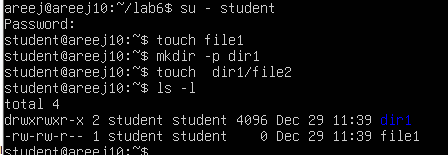 areej@areej10:~/lab6$ su - student
Password:
student@areej10:~$ touch file1
student@areej10:~$ mkdir -p dir1
student@areej10:~$ touch  dir1/file2
student@areej10:~$ ls -l
total 4
drwxrwxr-x 2 student student 4096 Dec 29 11:39 dir1
-rw-rw-r-- 1 student student    0 Dec 29 11:39 file1
student@areej10:~$